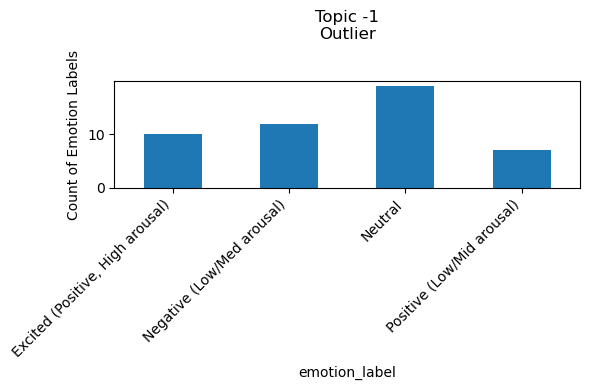 Topic -1
Outlier
Count of Emotion Labels
10
0
Excited (Positive, High arousal)
Negative (Low/Med arousal)
Neutral
Positive (Low/Mid arousal)
emotion_label